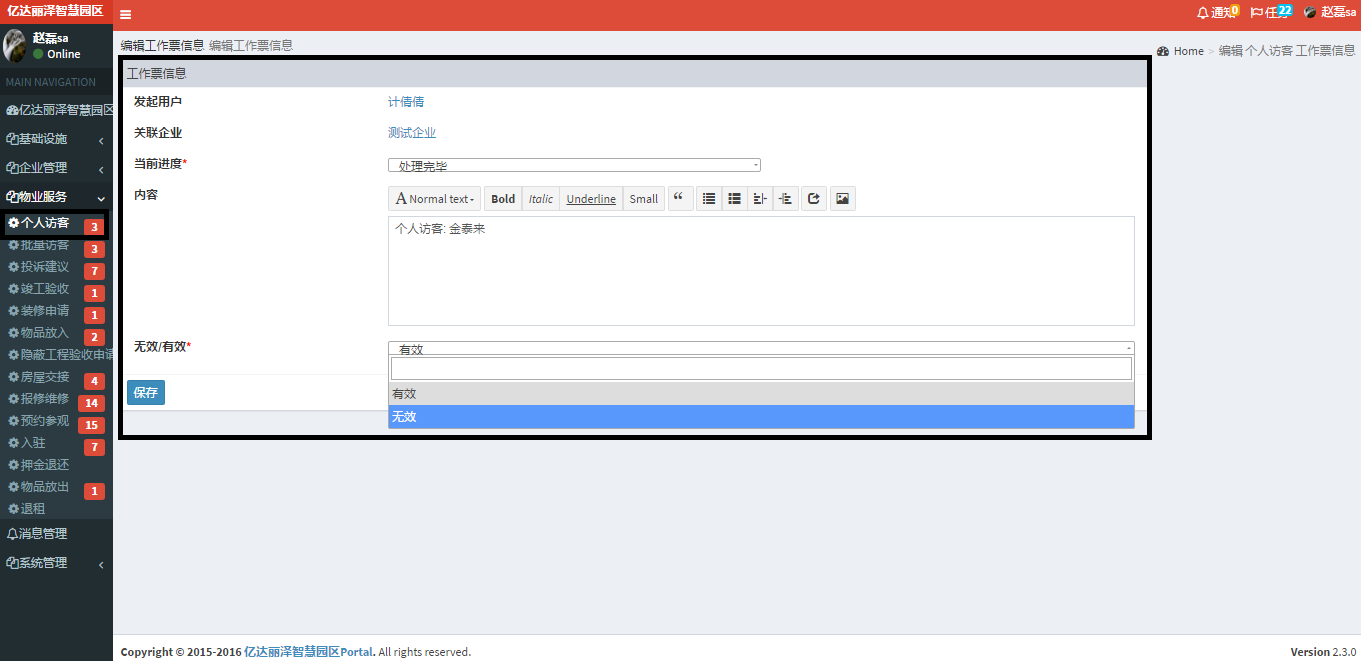 亿达丽泽智慧园区
通知 0 任务 22 赵磊sa
赵磊sa
Online
MAIN NAVIGATION
亿达丽泽智慧园区
基础设施
企业管理
物业服务
个人访客 3
批量访客 3
投诉建议 7
竣工验收 1
装修申请 1
物品放入 2
隐蔽工程验收申请
房屋交接 4
报修维修 14
预约参观 15
入驻 7
押金退还
物品放出 1
退租
消息管理
系统管理
编辑工作票信息 编辑工作票信息
Home > 编辑 个人访客 工作票信息
工作票信息
发起用户 计倩倩
关联企业 测试企业
当前进度* 处理完毕
内容 A Normal text Bold Italic Underline Small “
个人访客: 金泰来
无效/有效* 有效
有效
无效
保存
Copyright © 2015-2016 亿达丽泽智慧园区Portal. All rights reserved.
Version 2.3.0